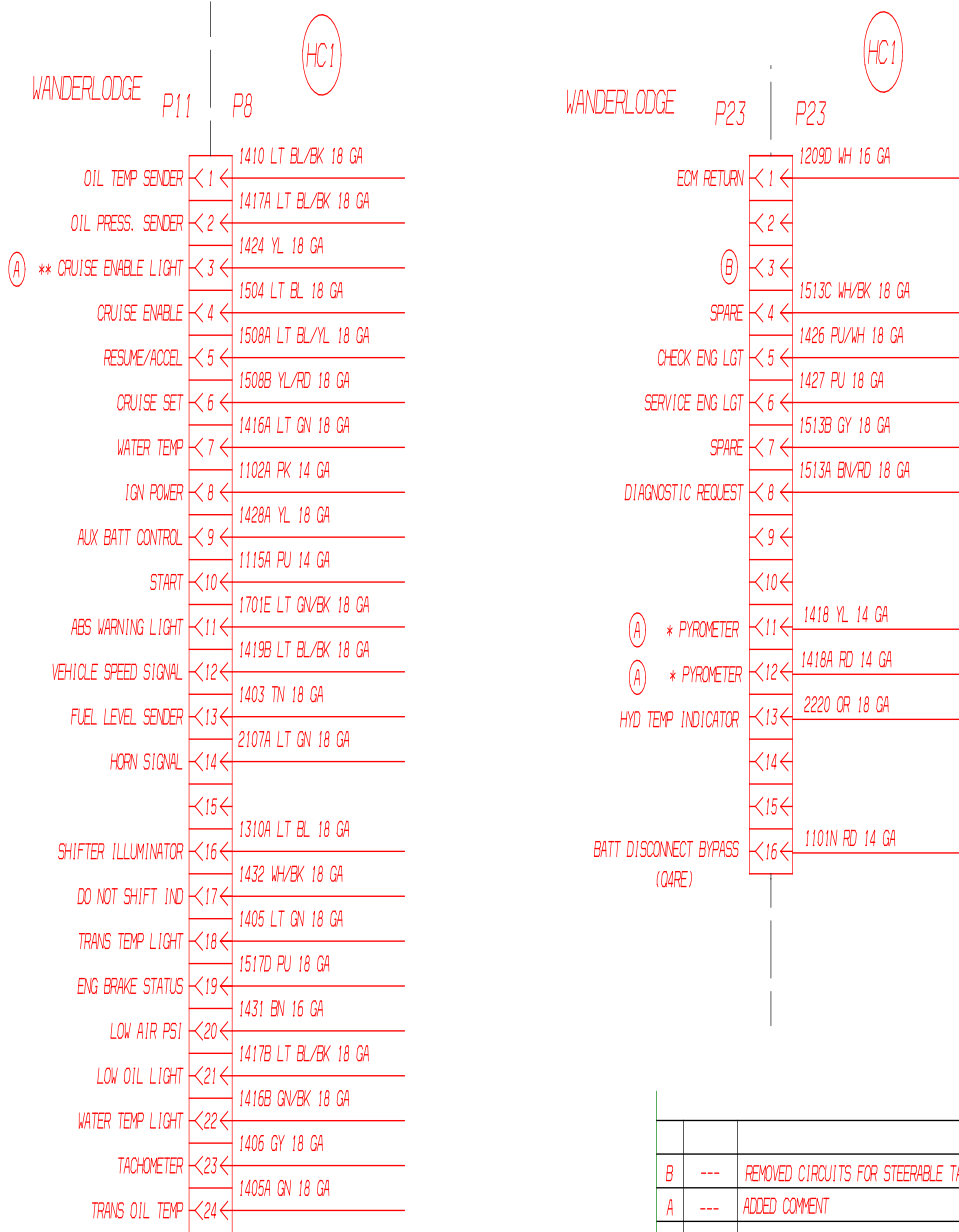 HC1
WANDERLODGE P11 P8
1410 LT BL/BK 18 GA
OIL TEMP SENDER 1
1417A LT BL/BK 18 GA
OIL PRESS. SENDER 2
1424 YL 18 GA
A ** CRUISE ENABLE LIGHT 3
1504 LT BL 18 GA
CRUISE ENABLE 4
1508A LT BL/YL 18 GA
RESUME/ACCEL 5
1508B YL/RD 18 GA
CRUISE SET 6
1416A LT GN 18 GA
WATER TEMP 7
1102A PK 14 GA
IGN POWER 8
1428A YL 18 GA
AUX BATT CONTROL 9
1115A PU 14 GA
START 10
1701E LT GN/BK 18 GA
ABS WARNING LIGHT 11
1419B LT BL/BK 18 GA
VEHICLE SPEED SIGNAL 12
1403 TN 18 GA
FUEL LEVEL SENDER 13
2107A LT GN 18 GA
HORN SIGNAL 14
15
1310A LT BL 18 GA
SHIFTER ILLUMINATOR 16
1432 WH/BK 18 GA
DO NOT SHIFT IND 17
1405 LT GN 18 GA
TRANS TEMP LIGHT 18
1517D PU 18 GA
ENG BRAKE STATUS 19
1431 BN 16 GA
LOW AIR PSI 20
1417B LT BL/BK 18 GA
LOW OIL LIGHT 21
1416B GN/BK 18 GA
WATER TEMP LIGHT 22
1406 GY 18 GA
TACHOMETER 23
1405A GN 18 GA
TRANS OIL TEMP 24
HC1
WANDERLODGE P23 P23
1209D WH 16 GA
ECM RETURN 1
2
B 3
1513C WH/BK 18 GA
SPARE 4
1426 PU/WH 18 GA
CHECK ENG LGT 5
1427 PU 18 GA
SERVICE ENG LGT 6
1513B GY 18 GA
SPARE 7
1513A BN/RD 18 GA
DIAGNOSTIC REQUEST 8
9
10
1418 YL 14 GA
A * PYROMETER 11
1418A RD 14 GA
A * PYROMETER 12
2220 OR 18 GA
HYD TEMP INDICATOR 13
14
15
1101N RD 14 GA
BATT DISCONNECT BYPASS 16
(Q4RE)
B --- REMOVED CIRCUITS FOR STEERABLE TA
A --- ADDED COMMENT